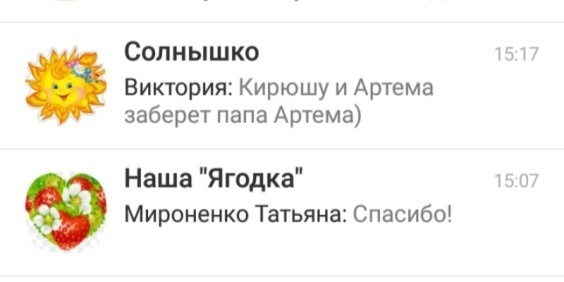 Солнышко 15:17
Виктория: Кирюшу и Артема
заберет папа Артема)
Наша "Ягодка" 15:07
Мироненко Татьяна: Спасибо!